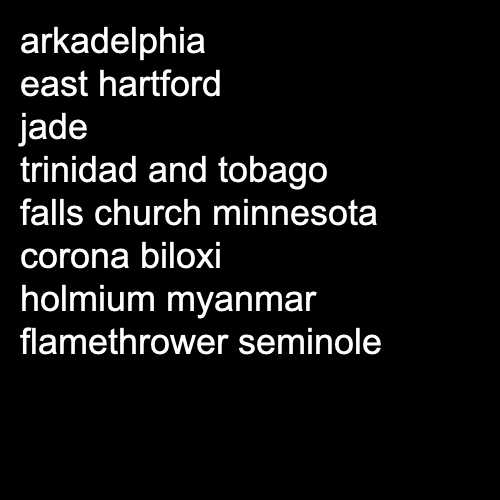 arkadelphia
east hartford
jade
trinidad and tobago
falls church minnesota
corona biloxi
holmium myanmar
flamethrower seminole